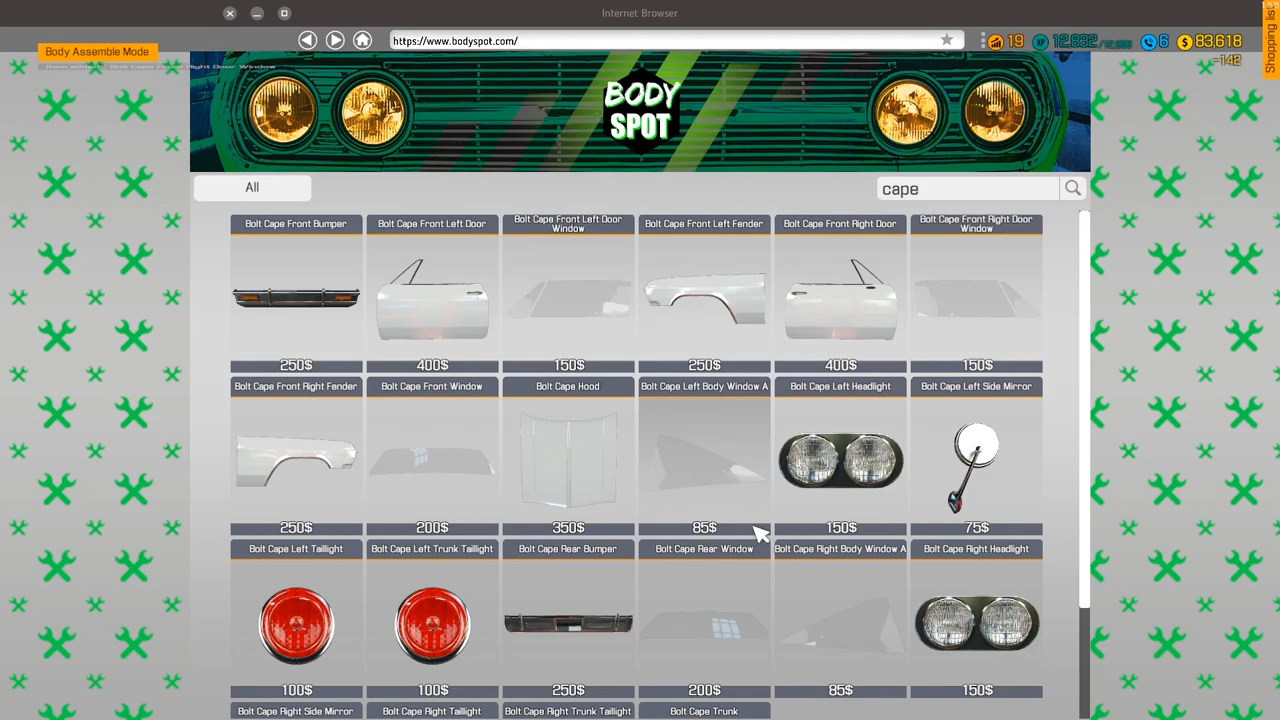 Internet Browser
Shopping list
Body Assemble Mode
https://www.bodyspot.com/
19
12,832
6
83,618
-142
BODY
SPOT
All
cape
Bolt Cape Front Bumper
Bolt Cape Front Left Door
Bolt Cape Front Left Door
Window
Bolt Cape Front Left Fender
Bolt Cape Front Right Door
Bolt Cape Front Right Door
Window
250$
400$
150$
250$
400$
150$
Bolt Cape Front Right Fender
Bolt Cape Front Window
Bolt Cape Hood
Bolt Cape Left Body Window A
Bolt Cape Left Headlight
Bolt Cape Left Side Mirror
250$
200$
350$
85$
150$
75$
Bolt Cape Left Taillight
Bolt Cape Left Trunk Taillight
Bolt Cape Rear Bumper
Bolt Cape Rear Window
Bolt Cape Right Body Window A
Bolt Cape Right Headlight
100$
100$
250$
200$
85$
150$
Bolt Cape Right Side Mirror
Bolt Cape Right Taillight
Bolt Cape Right Trunk Taillight
Bolt Cape Trunk